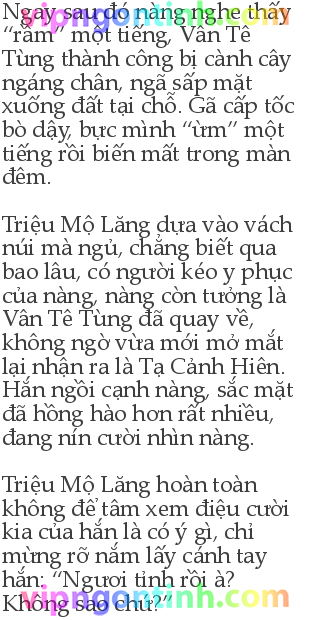 Ngay sau đó nàng nghe thấy
“rầm” một tiếng, Vân Tê
Tùng thành công bị cành cây
ngáng chân, ngã sấp mặt
xuống đất tại chỗ. Gã cấp tốc
bò dậy, bực mình “ừm” một
tiếng rồi biến mất trong màn
đêm.

Triệu Mộ Lăng dựa vào vách
núi mà ngủ, chẳng biết qua
bao lâu, có người kéo y phục
của nàng, nàng còn tưởng là
Vân Tê Tùng đã quay về,
không ngờ vừa mới mở mắt
lại nhận ra là Tạ Cảnh Hiên.
Hắn ngồi cạnh nàng, sắc mặt
đã hồng hào hơn rất nhiều,
đang nín cười nhìn nàng.

Triệu Mộ Lăng hoàn toàn
không để tâm xem điệu cười
kia của hắn là có ý gì, chỉ
mừng rỡ nắm lấy cánh tay
hắn: “Ngươi tỉnh rồi à?
Không sao chứ?”
vipngontinh.com
vipngontinh.com